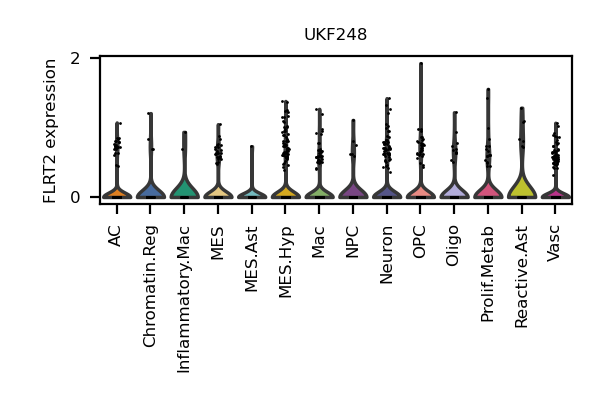 UKF248
FLRT2 expression
2
0
AC
Chromatin.Reg
Inflammatory.Mac
MES
MES.Ast
MES.Hyp
Mac
NPC
Neuron
OPC
Oligo
Prolif.Metab
Reactive.Ast
Vasc